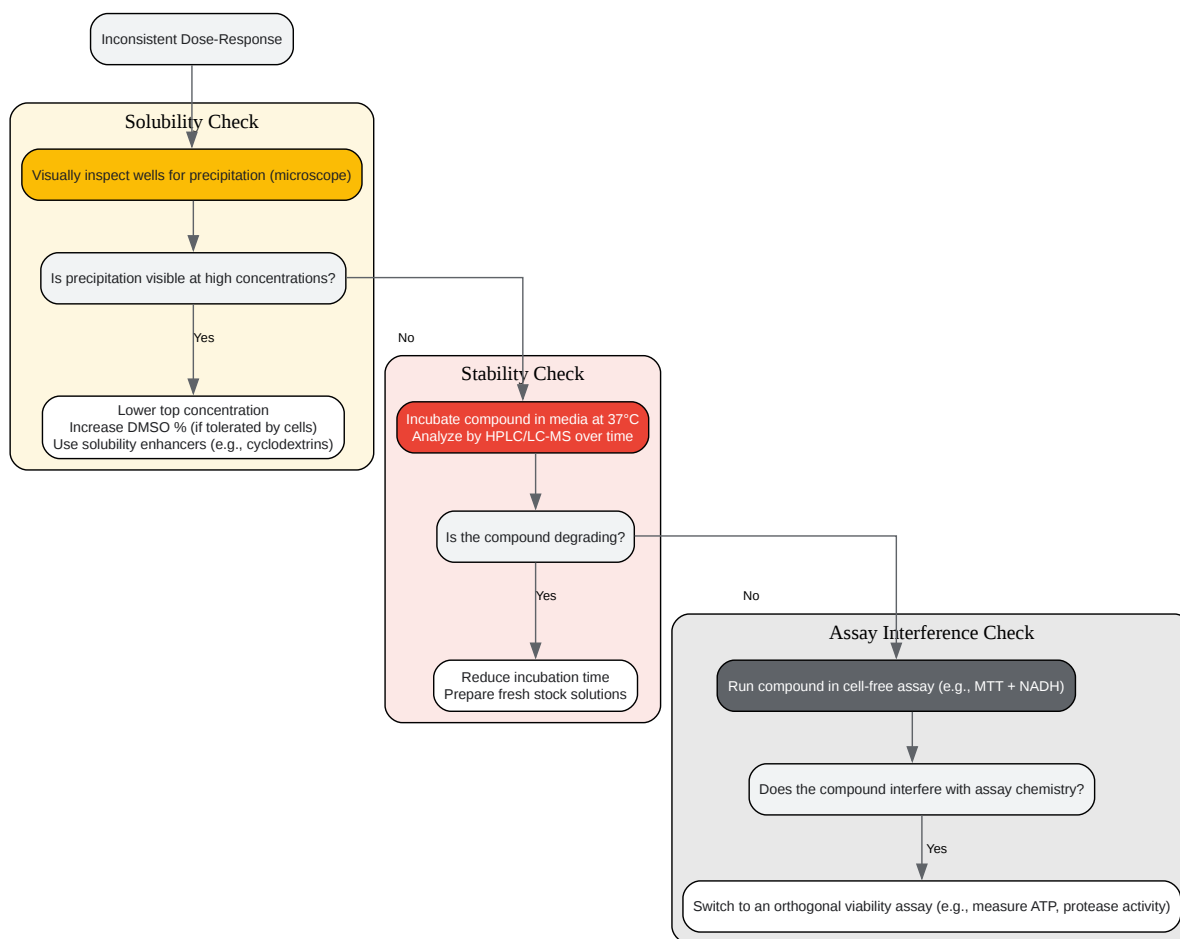 Inconsistent Dose-Response
Solubility Check
Visually inspect wells for precipitation (microscope)
Is precipitation visible at high concentrations?
Yes
No
Lower top concentration
Increase DMSO % (if tolerated by cells)
Use solubility enhancers (e.g., cyclodextrins)
Stability Check
Incubate compound in media at 37°C
Analyze by HPLC/LC-MS over time
Is the compound degrading?
Yes
No
Reduce incubation time
Prepare fresh stock solutions
Assay Interference Check
Run compound in cell-free assay (e.g., MTT + NADH)
Does the compound interfere with assay chemistry?
Yes
Switch to an orthogonal viability assay (e.g., measure ATP, protease activity)